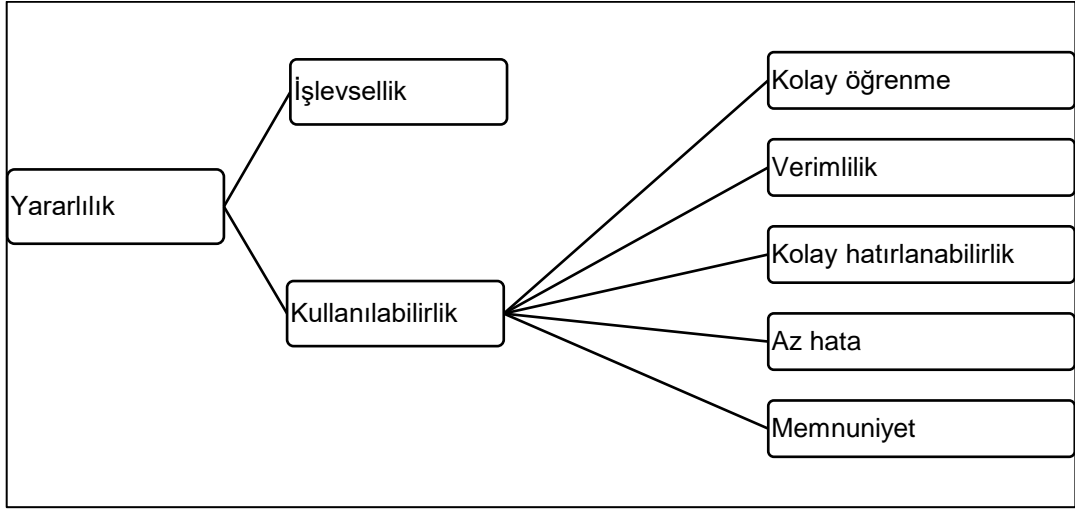 Yararlılık
İşlevsellik
Kullanılabilirlik
Kolay öğrenme
Verimlilik
Kolay hatırlanabilirlik
Az hata
Memnuniyet